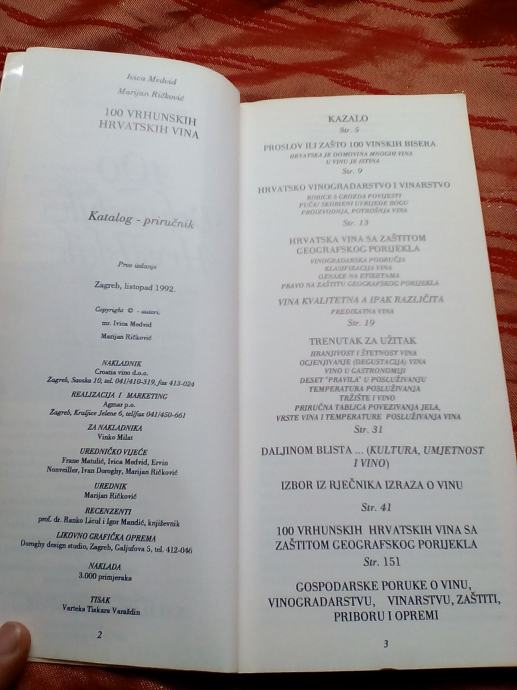 Ivica Medvid
Marijan Ričković
100 VRHUNSKIH
HRVATSKIH VINA
Katalog - priručnik
Prvo izdanje
Zagreb, listopad 1992.
Copyright © - autori.
mr. Ivica Medvid
Marijan Ričković
NAKLADNIK
Croatia vino d.o.o.
Zagreb, Savska 10, tel. 041/410-319, fax 413-024
REALIZACIJA I MARKETING
Agmar p.o.
Zagreb, Kraljice Jelene 6, tel/fax 041/450-661
ZA NAKLADNIKA
Vinko Milat
UREDNIČKO VIJEĆE
Frane Matulić, Ivica Medvid, Ervin
Nonveiller, Ivan Doroghy, Marijan Ričković
UREDNIK
Marijan Ričković
RECENZENTI
prof. dr. Ranko Licul i Igor Mandić, književnik
LIKOVNO GRAFIČKA OPREMA
Doroghy design studio, Zagreb, Galjufova 5, tel. 412-046
NAKLADA
3.000 primjeraka
TISAK
Varteks Tiskara Varaždin
2
KAZALO
Str. 5
PROSLOV ILI ZAŠTO 100 VINSKIH BISERA
HRVATSKA JE DOMOVINA MNOGIH VINA
U VINU JE ISTINA
Str. 9
HRVATSKO VINOGRADARSTVO I VINARSTVO
BOBICE S GROZDA POVIJESTI
PUČU SKRBENI UVRIJEDE BOGU
PROIZVODNJA, POTROŠNJA VINA
Str. 13
HRVATSKA VINA SA ZAŠTITOM
GEOGRAFSKOG PORIJEKLA
VINOGRADARSKA PODRUČJA
KLASIFIKACIJA VINA
OZNAKE NA ETIKETAMA
PRAVO NA ZAŠTITU GEOGRAFSKOG PORIJEKLA
VINA KVALITETNA A IPAK RAZLIČITA
PREDIKATNA VINA
Str. 19
TRENUTAK ZA UŽITAK
HRANJIVOST I ŠTETNOST VINA
OCJENJIVANJE (DEGUSTACIJA) VINA
VINO U GASTRONOMIJI
DESET "PRAVILA" U POSLUŽIVANJU
TEMPERATURA POSLUŽIVANJA
TRŽIŠTE I VINO
PRIRUČNA TABLICA POVEZIVANJA JELA,
VRSTE VINA I TEMPERATURE POSLUŽIVANJA VINA
Str. 31
DALJINOM BLISTA ... (KULTURA, UMJETNOST
I VINO)
IZBOR IZ RJEČNIKA IZRAZA O VINU
Str. 41
100 VRHUNSKIH HRVATSKIH VINA SA
ZAŠTITOM GEOGRAFSKOG PORIJEKLA
Str. 151
GOSPODARSKE PORUKE O VINU,
VINOGRADARSTVU, VINARSTVU, ZAŠTITI,
PRIBORU I OPREMI
3